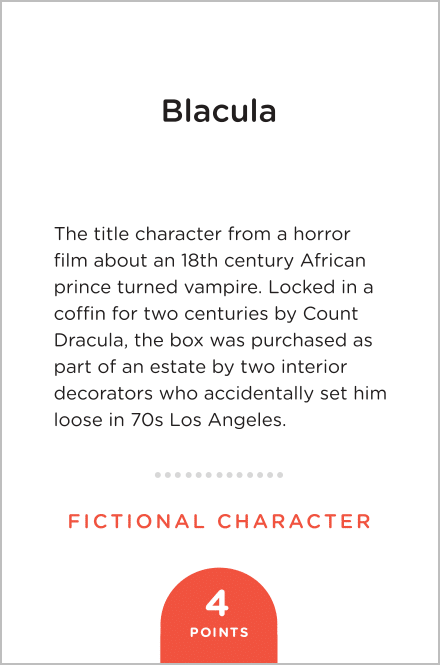 Blacula
The title character from a horror
film about an 18th century African
prince turned vampire. Locked in a
coffin for two centuries by Count
Dracula, the box was purchased as
part of an estate by two interior
decorators who accidentally set him
loose in 70s Los Angeles.
FICTIONAL CHARACTER
4
POINTS